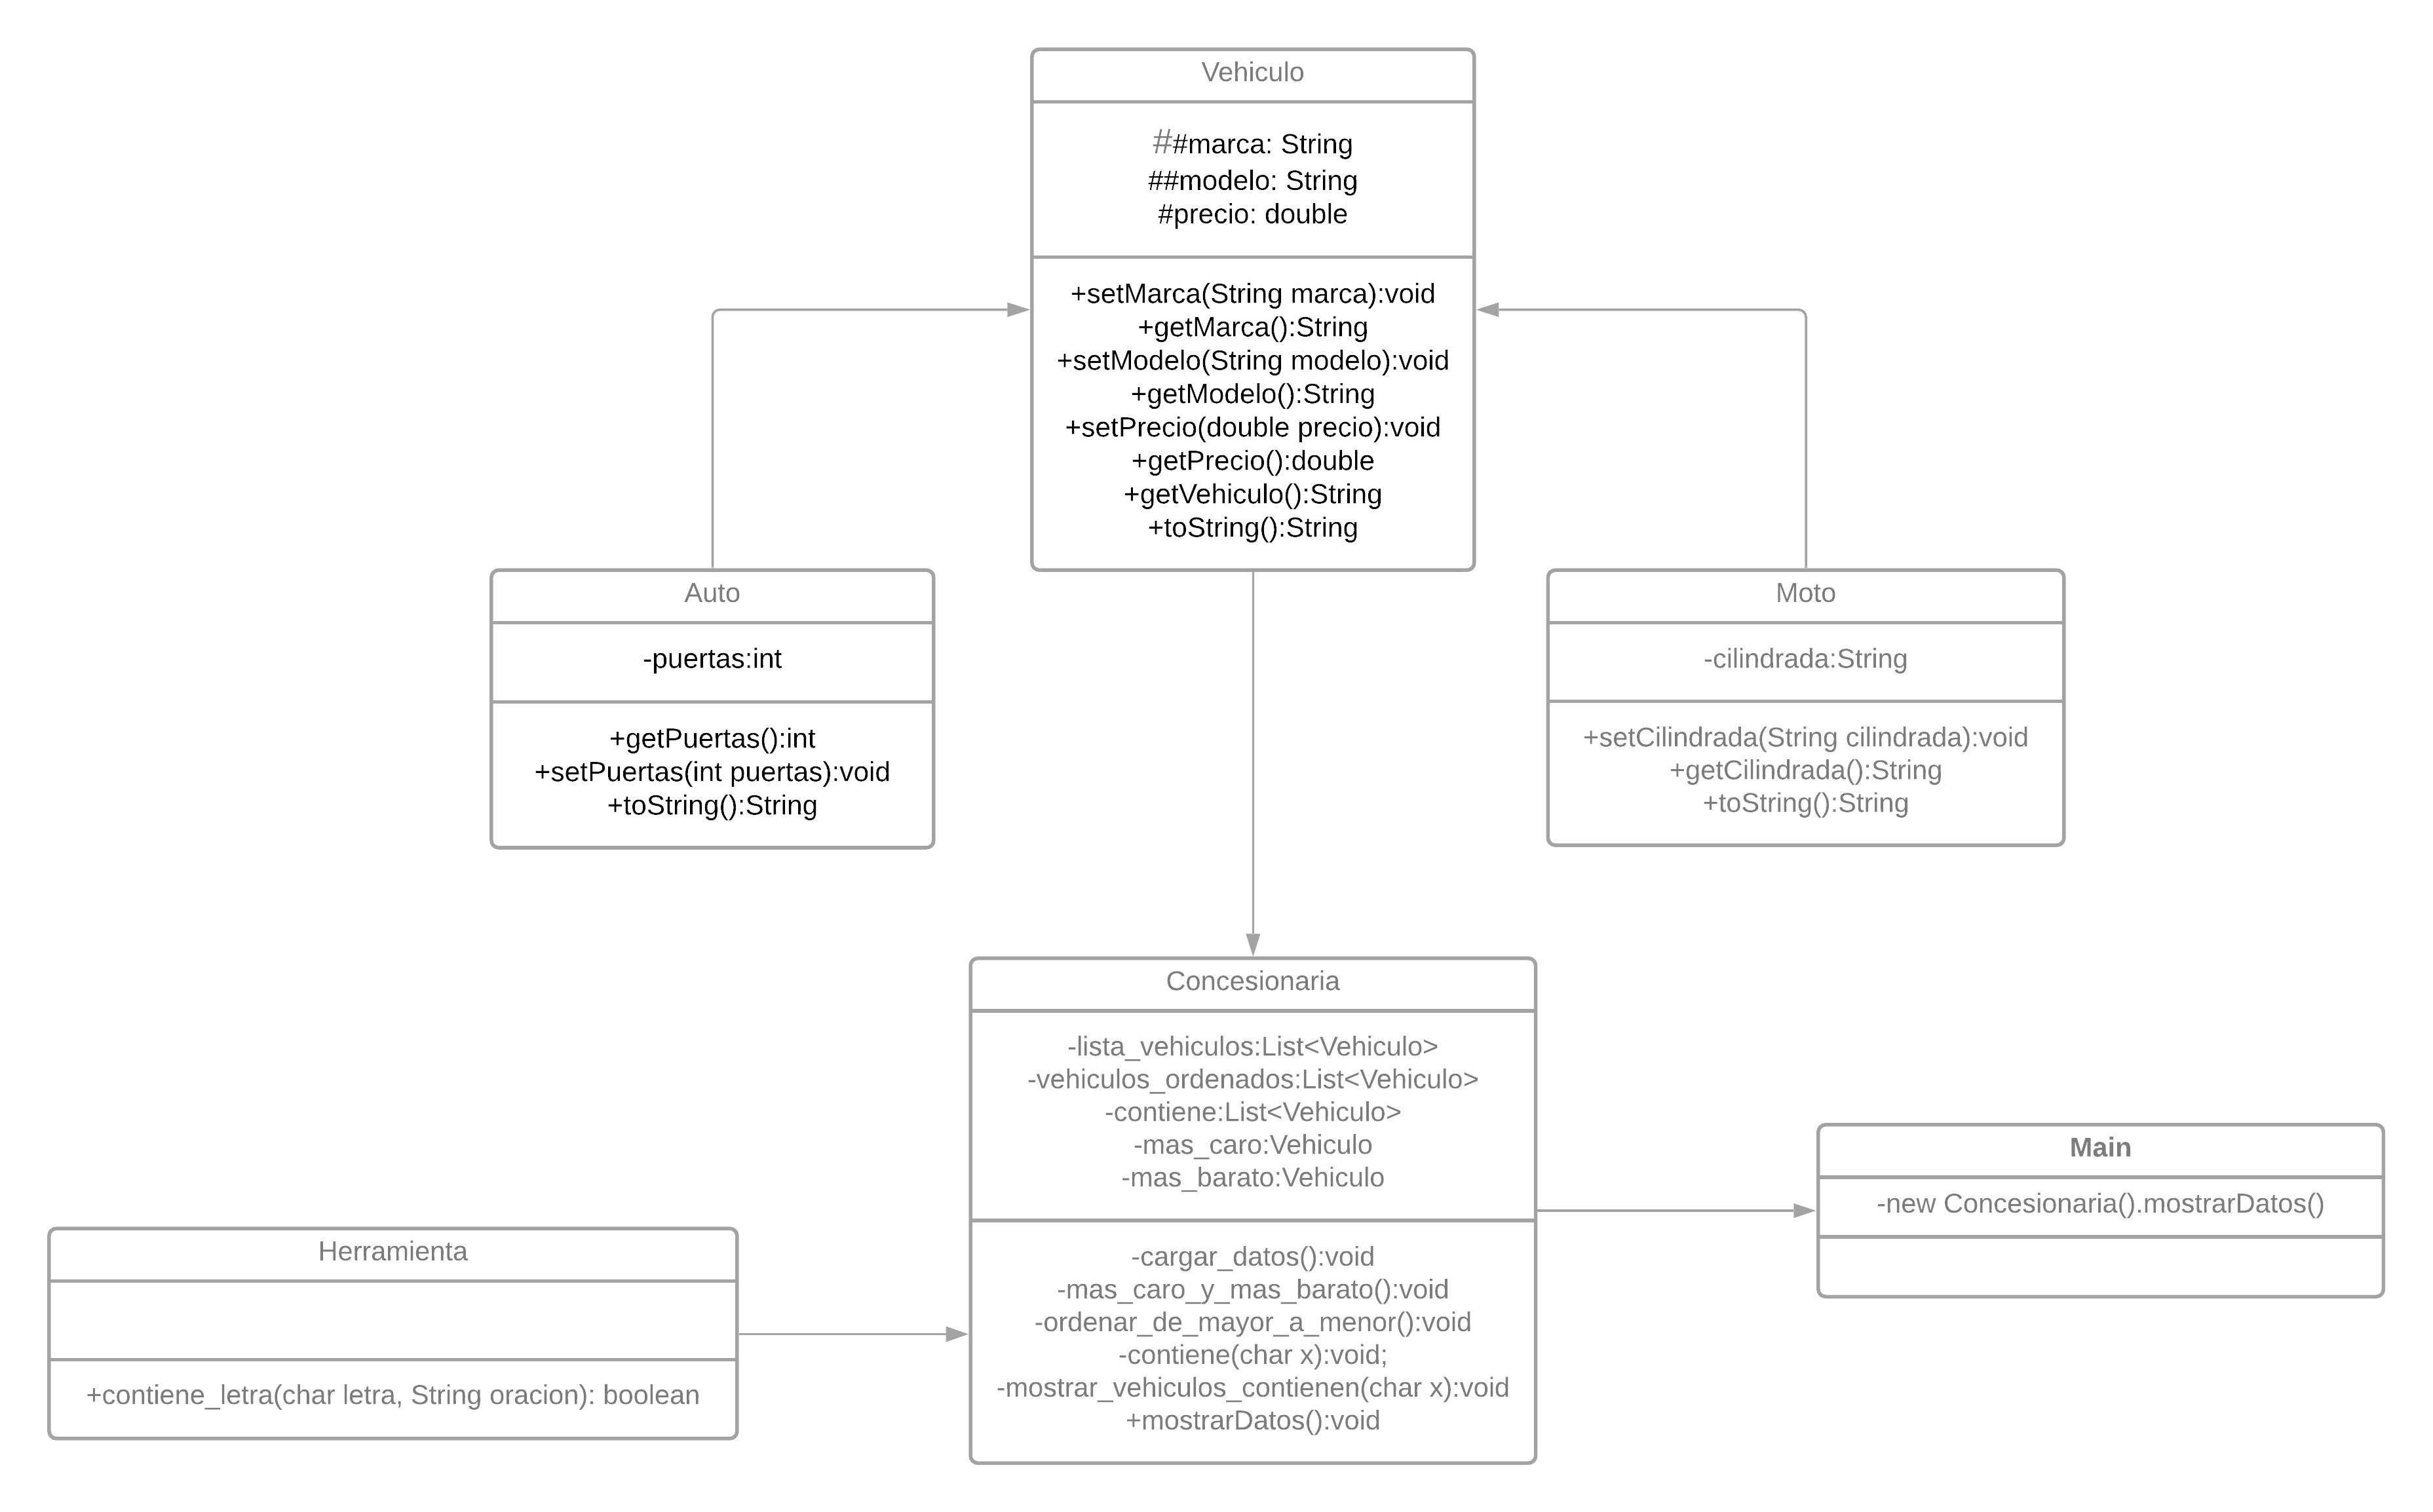 Vehiculo
##marca: String
##modelo: String
#precio: double
+setMarca(String marca):void
+getMarca():String
+setModelo(String modelo):void
+getModelo():String
+setPrecio(double precio):void
+getPrecio():double
+getVehiculo():String
+toString():String
Auto
-puertas:int
+getPuertas():int
+setPuertas(int puertas):void
+toString():String
Moto
-cilindrada:String
+setCilindrada(String cilindrada):void
+getCilindrada():String
+toString():String
Concesionaria
-lista_vehiculos:List<Vehiculo>
-vehiculos_ordenados:List<Vehiculo>
-contiene:List<Vehiculo>
-mas_caro:Vehiculo
-mas_barato:Vehiculo
-cargar_datos():void
-mas_caro_y_mas_barato():void
-ordenar_de_mayor_a_menor():void
-contiene(char x):void;
-mostrar_vehiculos_contienen(char x):void
+mostrarDatos():void
Main
-new Concesionaria().mostrarDatos()
Herramienta
+contiene_letra(char letra, String oracion): boolean